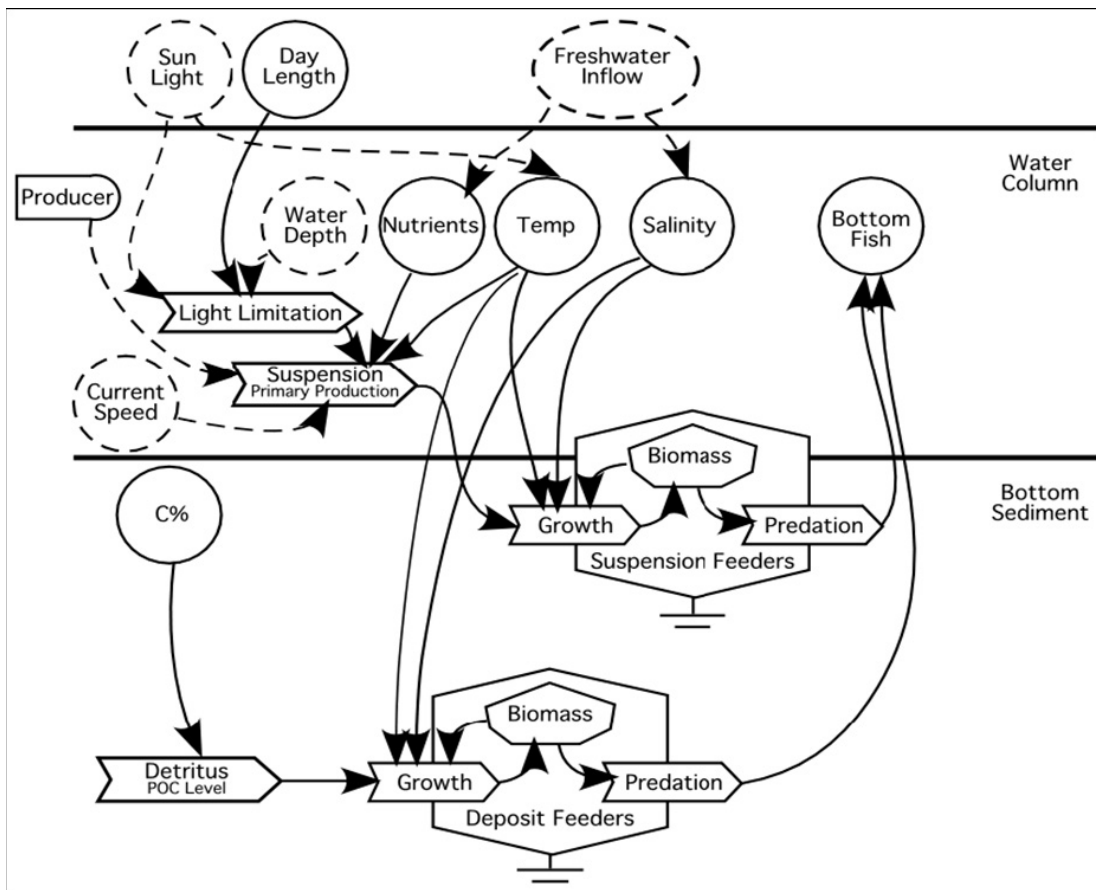 Sun
Light
Day
Length
Freshwater
Inflow
Water
Column
Producer
Water
Depth
Nutrients
Temp
Salinity
Bottom
Fish
Light Limitation
Suspension
Primary Production
Current
Speed
Biomass
Bottom
Sediment
C%
Growth
Predation
Suspension Feeders
Biomass
Detritus
POC Level
Growth
Predation
Deposit Feeders